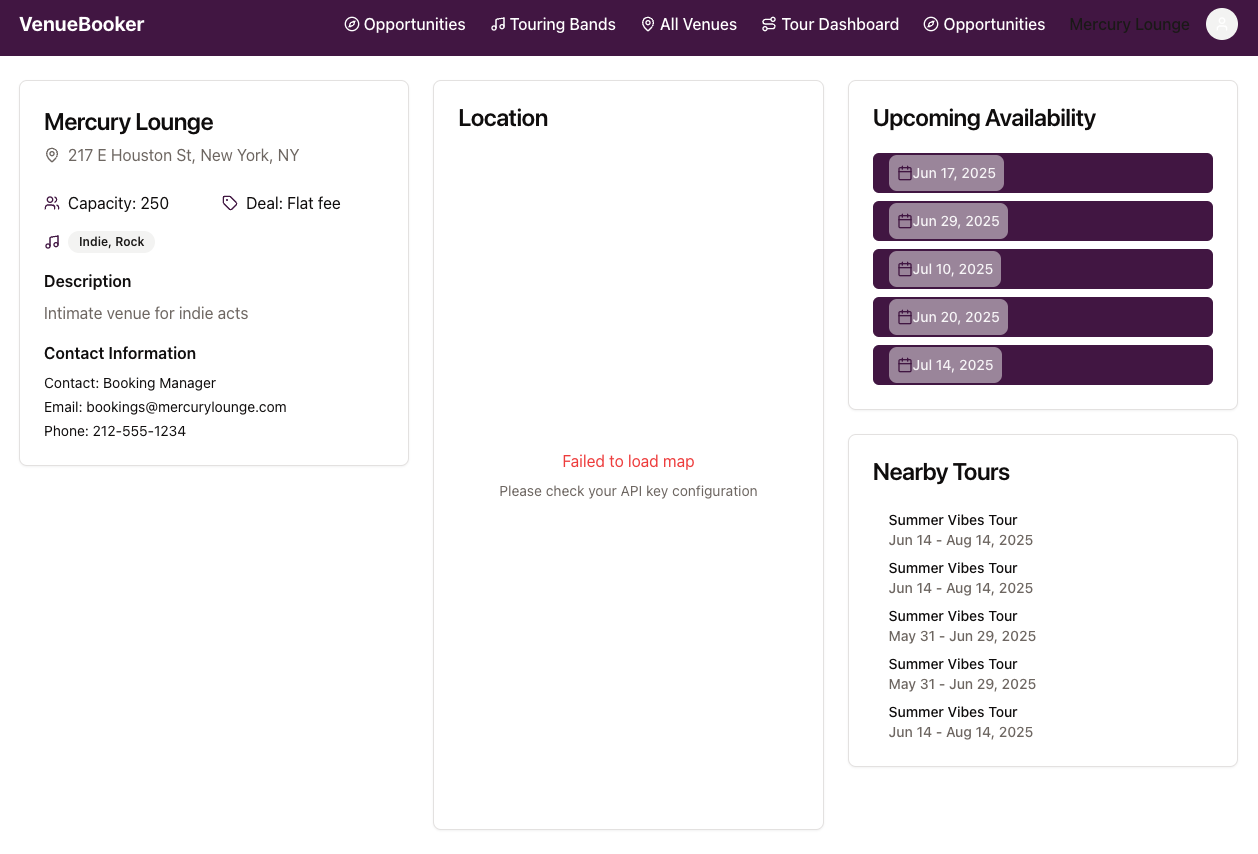 VenueBooker
Opportunities
Touring Bands
All Venues
Tour Dashboard
Opportunities
Mercury Lounge
Mercury Lounge
217 E Houston St, New York, NY
Capacity: 250
Deal: Flat fee
Indie, Rock
Description
Intimate venue for indie acts
Contact Information
Contact: Booking Manager
Email: bookings@mercurylounge.com
Phone: 212-555-1234
Location
Failed to load map
Please check your API key configuration
Upcoming Availability
Jun 17, 2025
Jun 29, 2025
Jul 10, 2025
Jun 20, 2025
Jul 14, 2025
Nearby Tours
Summer Vibes Tour
Jun 14 - Aug 14, 2025
Summer Vibes Tour
Jun 14 - Aug 14, 2025
Summer Vibes Tour
May 31 - Jun 29, 2025
Summer Vibes Tour
May 31 - Jun 29, 2025
Summer Vibes Tour
Jun 14 - Aug 14, 2025